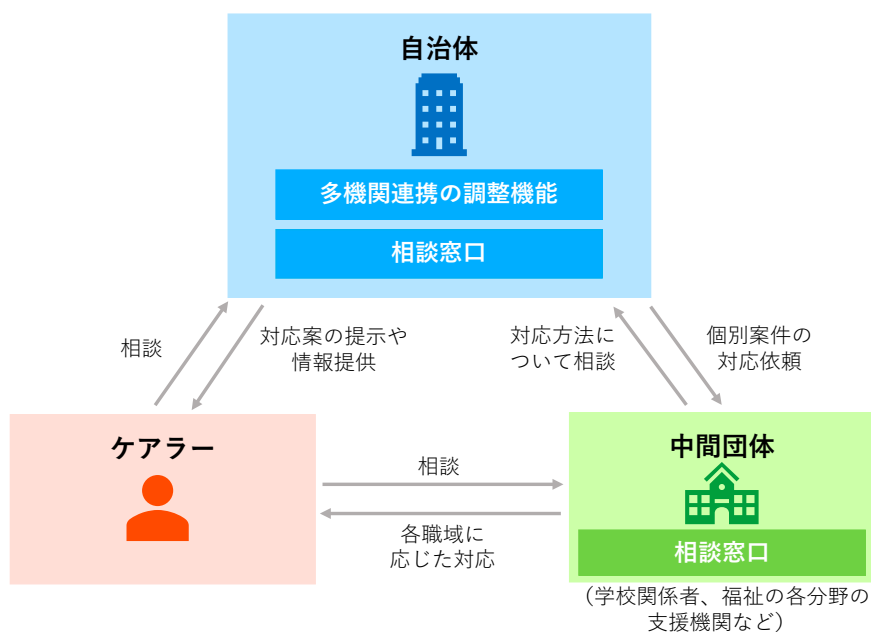 自治体
多機関連携の調整機能
相談窓口
相談
対応案の提示や
情報提供
対応方法に
ついて相談
個別案件の
対応依頼
ケアラー
相談
各職域に
応じた対応
中間団体
相談窓口
（学校関係者、福祉の各分野の
支援機関など）